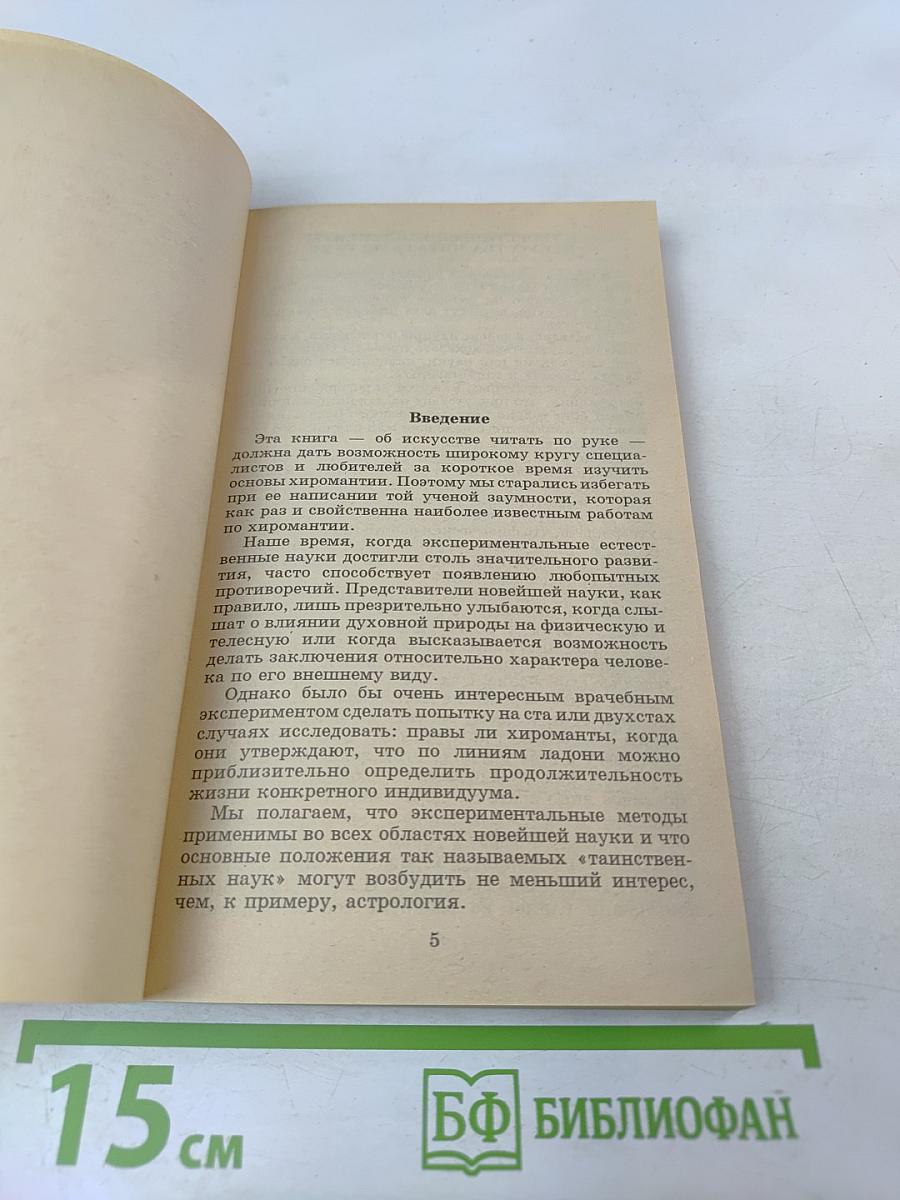 Введение
Эта книга — об искусстве читать по руке —
должна дать возможность широкому кругу специа-
листов и любителей за короткое время изучить
основы хиромантии. Поэтому мы старались избегать
при ее написании той ученой заумности, которая
как раз и свойственна наиболее известным работам
по хиромантии.
Наше время, когда экспериментальные естест-
венные науки достигли столь значительного разви-
тия, часто способствует появлению любопытных
противоречий. Представители новейшей науки, как
правило, лишь презрительно улыбаются, когда слы-
шат о влиянии духовной природы на физическую и
телесную или когда высказывается возможность
делать заключения относительно характера челове-
ка по его внешнему виду.
Однако было бы очень интересным врачебным
экспериментом сделать попытку на ста или двухстах
случаях исследовать: правы ли хироманты, когда
они утверждают, что по линиям ладони можно
приблизительно определить продолжительность
жизни конкретного индивидуума.
Мы полагаем, что экспериментальные методы
применимы во всех областях новейшей науки и что
основные положения так называемых «таинствен-
ных наук» могут возбудить не меньший интерес,
чем, к примеру, астрология.
5
15 см
БФ БИБЛИОФАН